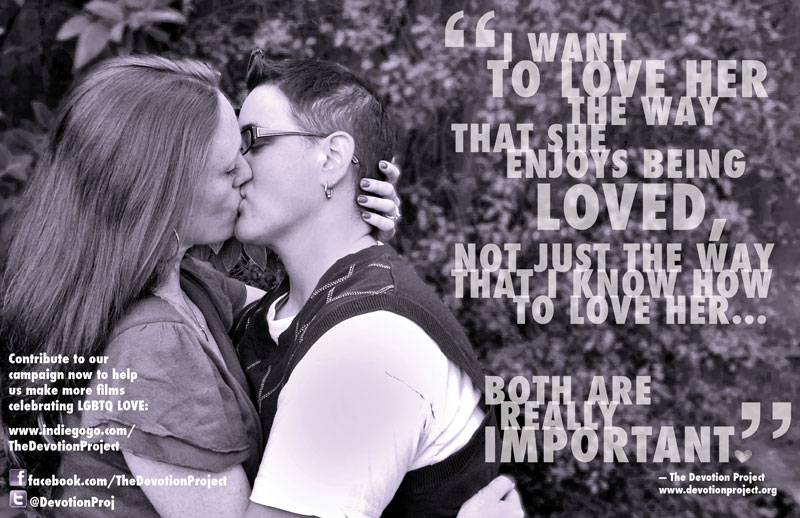 “I WANT
TO LOVE HER
THE WAY
THAT SHE
ENJOYS BEING
LOVED,
NOT JUST THE WAY
THAT I KNOW HOW
TO LOVE HER...
BOTH ARE
REALLY
IMPORTANT.”
— The Devotion Project
www.devotionproject.org
Contribute to our
campaign now to help
us make more films
celebrating LGBTQ LOVE:
www.indiegogo.com/
TheDevotionProject
f facebook.com/TheDevotionProject
t @DevotionProj